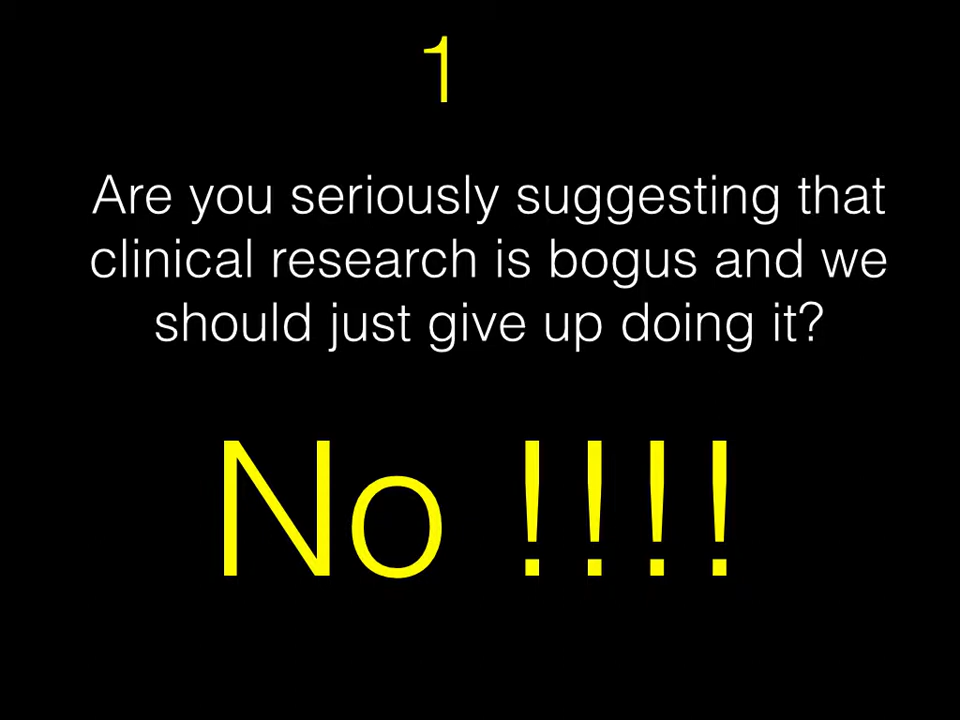 1
Are you seriously suggesting that
clinical research is bogus and we
should just give up doing it?
No !!!!